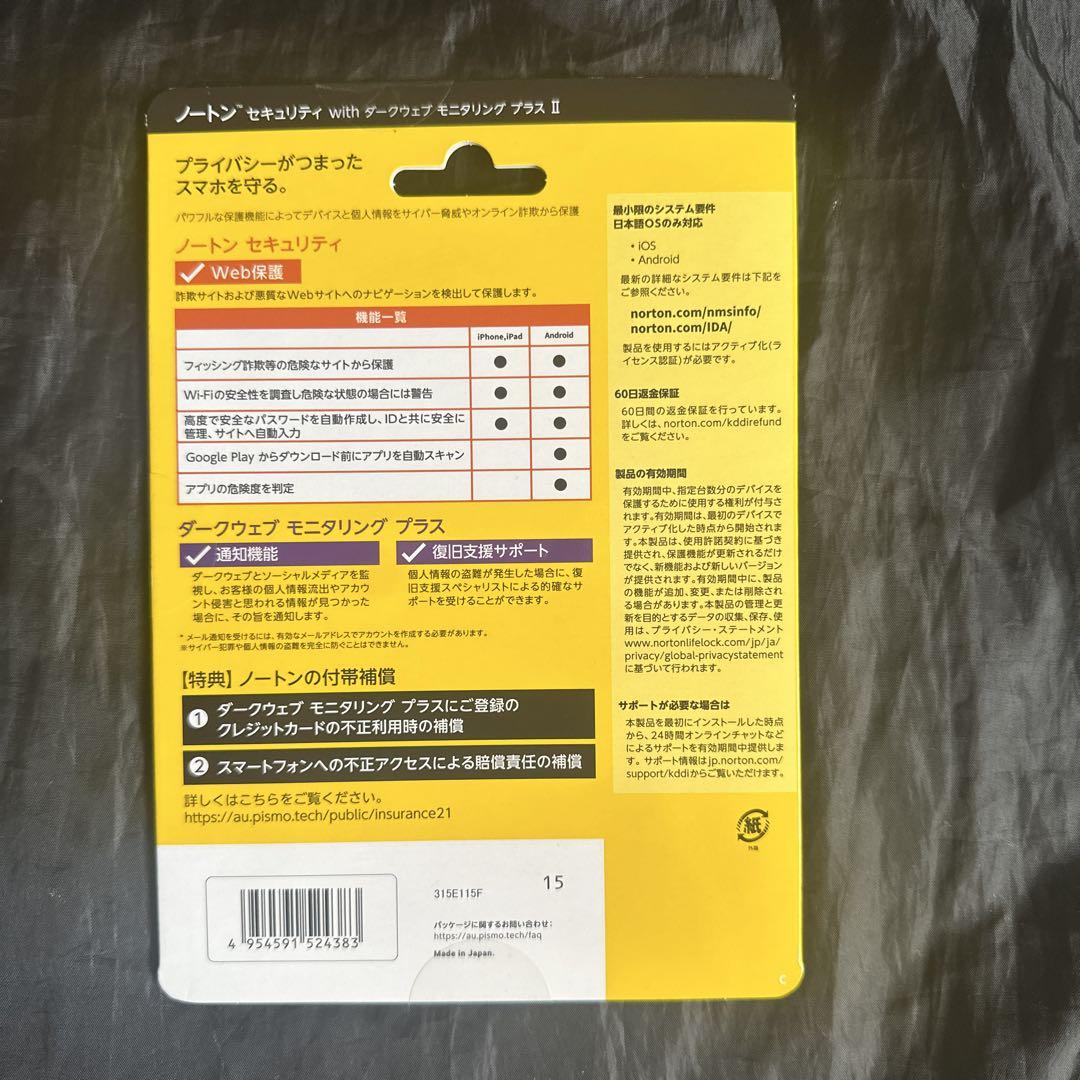 ノートン™ セキュリティ with ダークウェブ モニタリング プラス Ⅱ
プライバシーがつまった
スマホを守る。
パワフルな保護機能によってデバイスと個人情報をサイバー脅威やオンライン詐欺から保護
ノートン セキュリティ
Web保護
詐欺サイトおよび悪質なWebサイトへのナビゲーションを検出して保護します。
機能一覧
iPhone,iPad Android
フィッシング詐欺等の危険なサイトから保護 ● ●
Wi-Fiの安全性を調査し危険な状態の場合には警告 ● ●
高度で安全なパスワードを自動作成し、IDと共に安全に
管理、サイトへ自動入力 ● ●
Google Play からダウンロード前にアプリを自動スキャン ●
アプリの危険度を判定 ●
ダークウェブ モニタリング プラス
通知機能
ダークウェブとソーシャルメディアを監
視し、お客様の個人情報流出やアカウ
ント侵害と思われる情報が見つかった
場合に、その旨を通知します。
復旧支援サポート
個人情報の盗難が発生した場合に、復
旧支援スペシャリストによる的確なサ
ポートを受けることができます。
* メール通知を受けるには、有効なメールアドレスでアカウントを作成する必要があります。
※サイバー犯罪や個人情報の盗難を完全に防ぐことはできません。
【特典】ノートンの付帯補償
① ダークウェブ モニタリング プラスにご登録の
クレジットカードの不正利用時の補償
② スマートフォンへの不正アクセスによる賠償責任の補償
詳しくはこちらをご覧ください。
https://au.pismo.tech/public/insurance21
4 954591 524383
315E115F
15
パッケージに関するお問い合わせ:
https://au.pismo.tech/faq
Made in Japan.
最小限のシステム要件
日本語OSのみ対応
• iOS
• Android
最新の詳細なシステム要件は下記を
ご参照ください。
norton.com/nmsinfo/
norton.com/IDA/
製品を使用するにはアクティブ化(ラ
イセンス認証)が必要です。
60日返金保証
60日間の返金保証を行っています。
詳しくは、norton.com/kddirefund
をご覧ください。
製品の有効期間
有効期間中、指定台数分のデバイスを
保護するために使用する権利が付与さ
れます。有効期間は、最初のデバイスで
アクティブ化した時点から開始されま
す。本製品は、使用許諾契約に基づき
提供され、保護機能が更新されるだけ
でなく、新機能および新しいバージョン
が提供されます。有効期間中に、製品
の機能が追加、変更、または削除され
る場合があります。本製品の管理と更
新を目的とするデータの収集、保存、使
用は、プライバシー・ステートメント
www.nortonlifelock.com/jp/ja/
privacy/global-privacystatement
に基づいて行われます。
サポートが必要な場合は
本製品を最初にインストールした時点
から、24時間オンラインチャットなど
によるサポートを有効期間中提供しま
す。サポート情報はjp.norton.com/
support/kddiからご覧いただけます。
紙
外箱
C